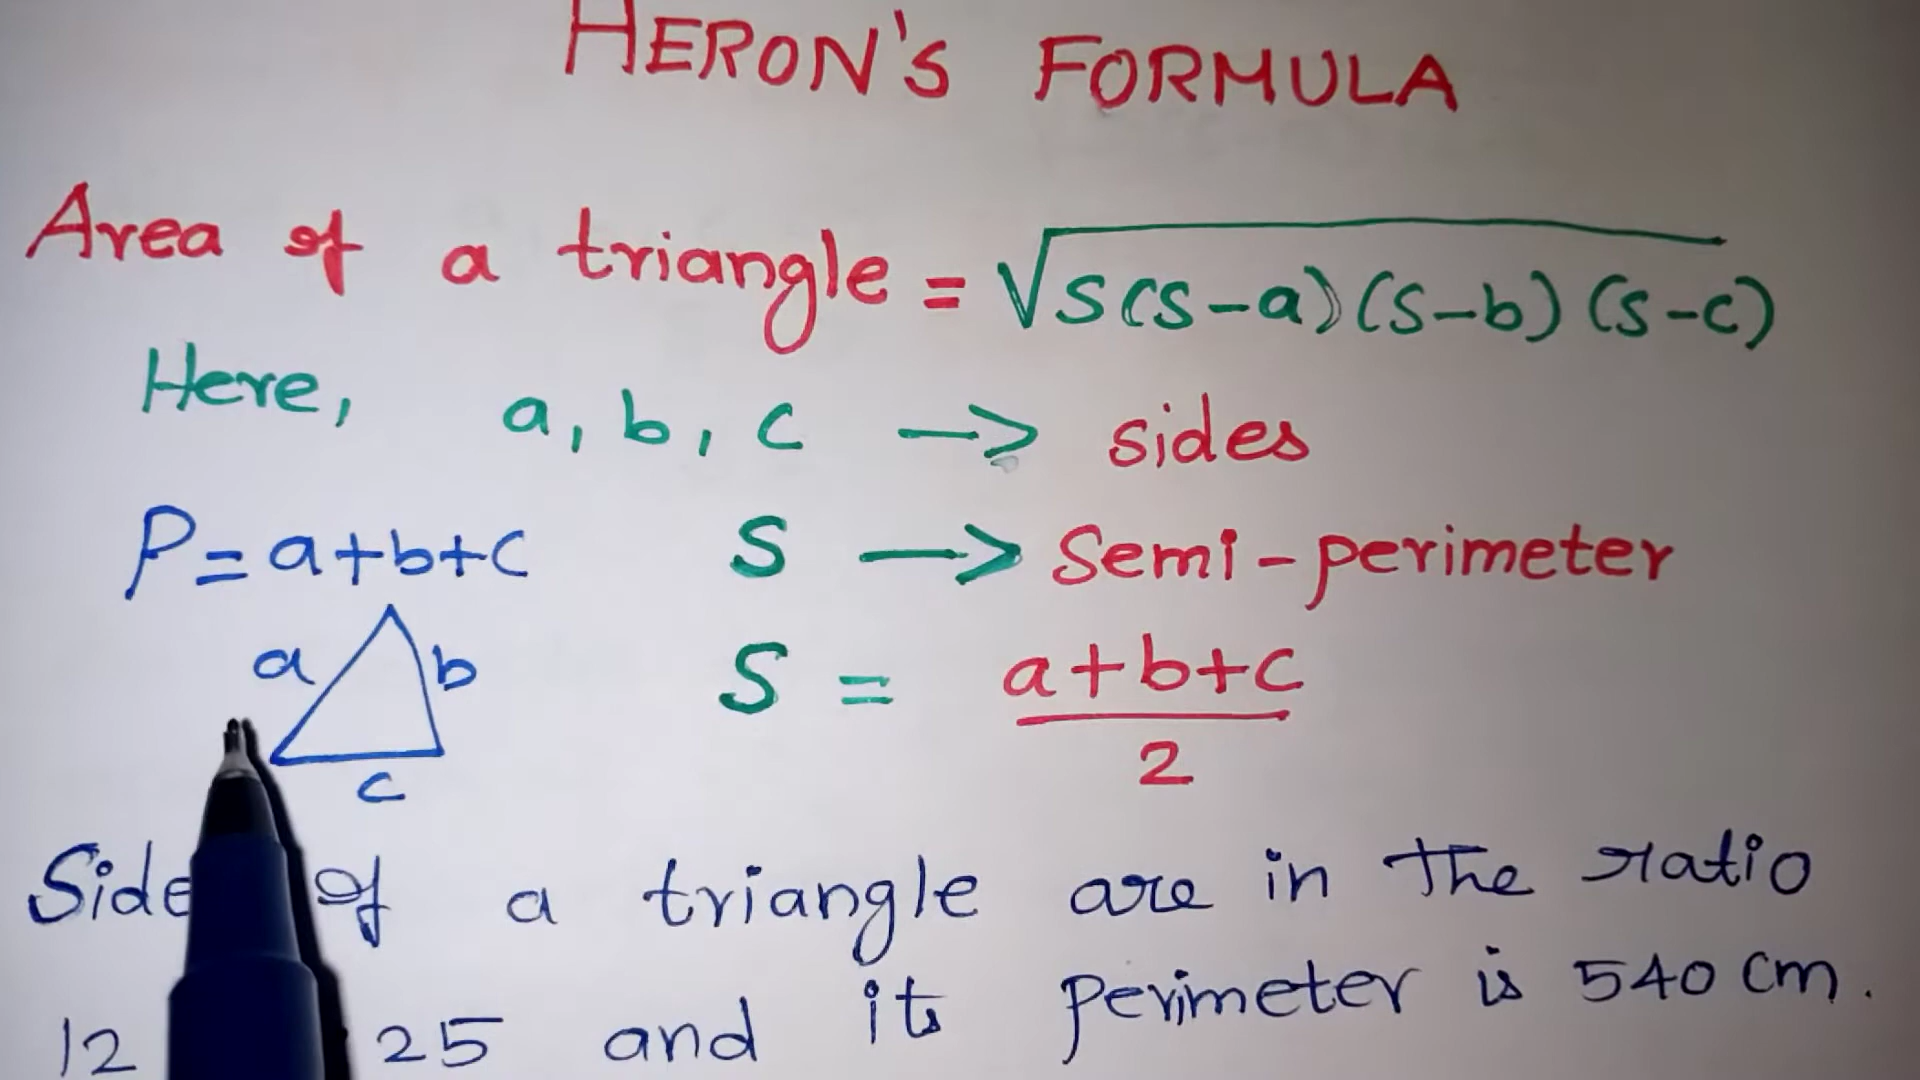 HERON'S FORMULA
Area of a triangle = √s(s-a)(s-b)(s-c)
Here, a, b, c -> sides
P=a+b+c S -> Semi-perimeter
a b
c
S = a+b+c
2
of a triangle are in the ratio
12 25 and its perimeter is 540 cm.